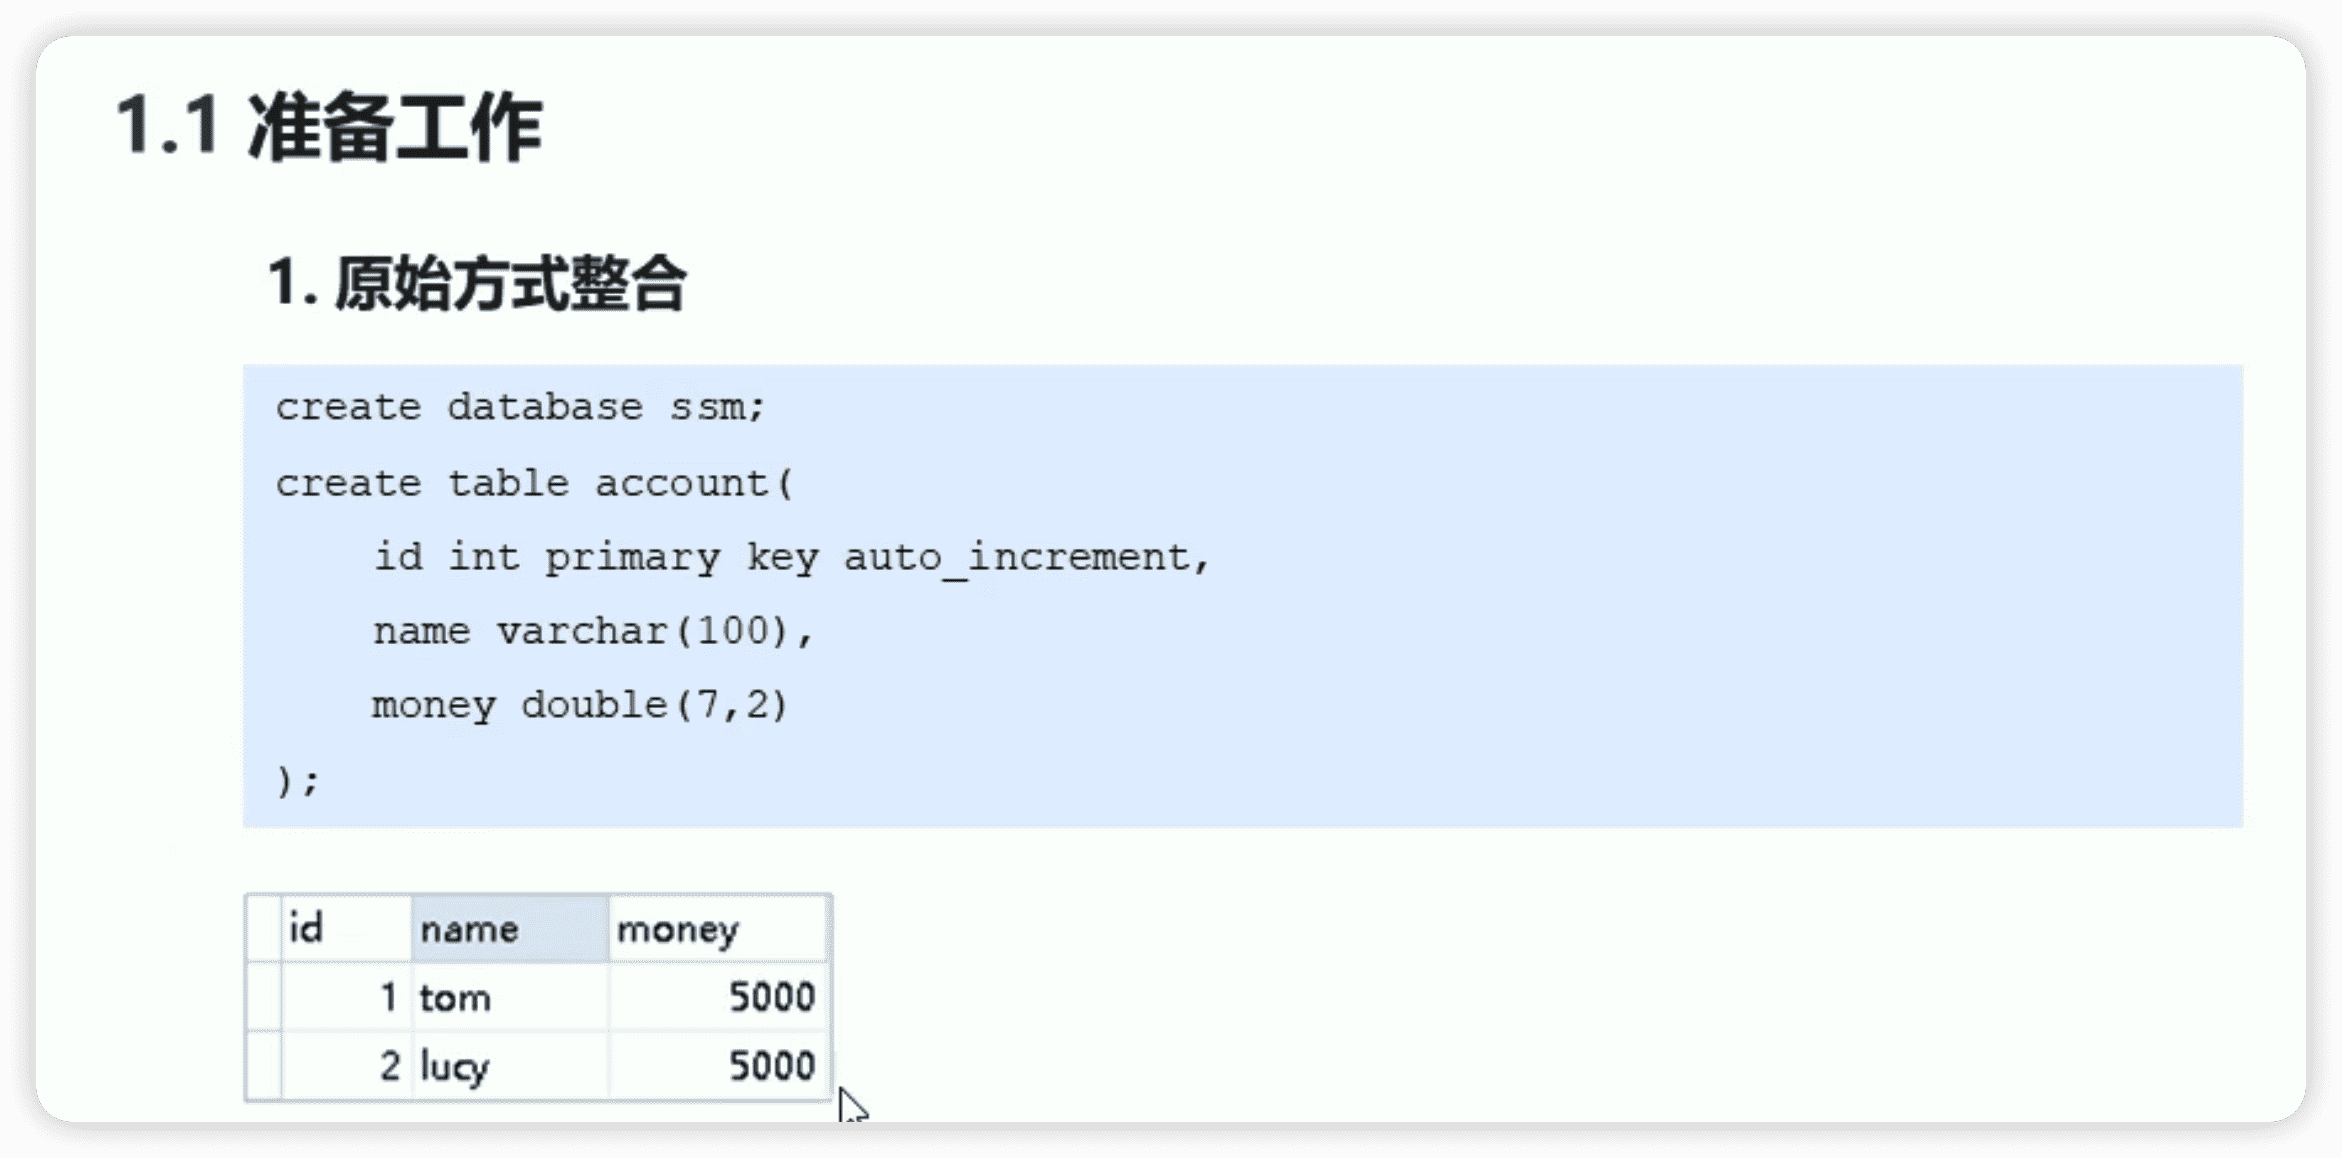 1.1 准备工作
1. 原始方式整合
create database ssm;
create table account(
    id int primary key auto_increment,
    name varchar(100),
    money double(7,2)
);
id name money
1 tom 5000
2 lucy 5000